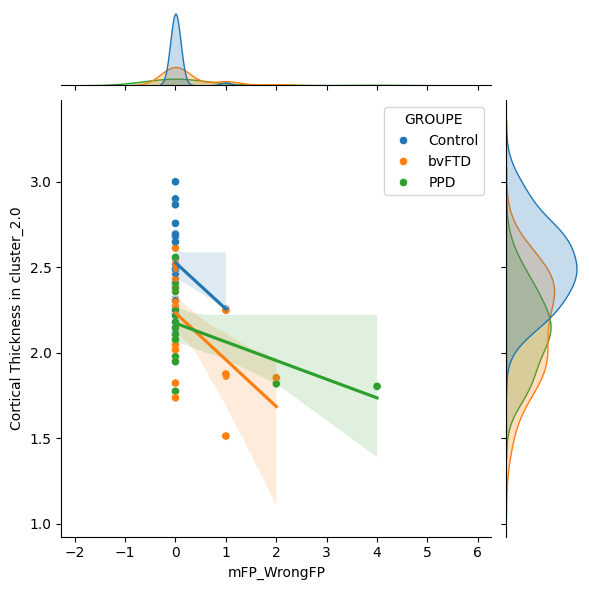 GROUPE
Control
bvFTD
PPD
Cortical Thickness in cluster_2.0
3.0
2.5
2.0
1.5
1.0
−2 −1 0 1 2 3 4 5 6
mFP_WrongFP